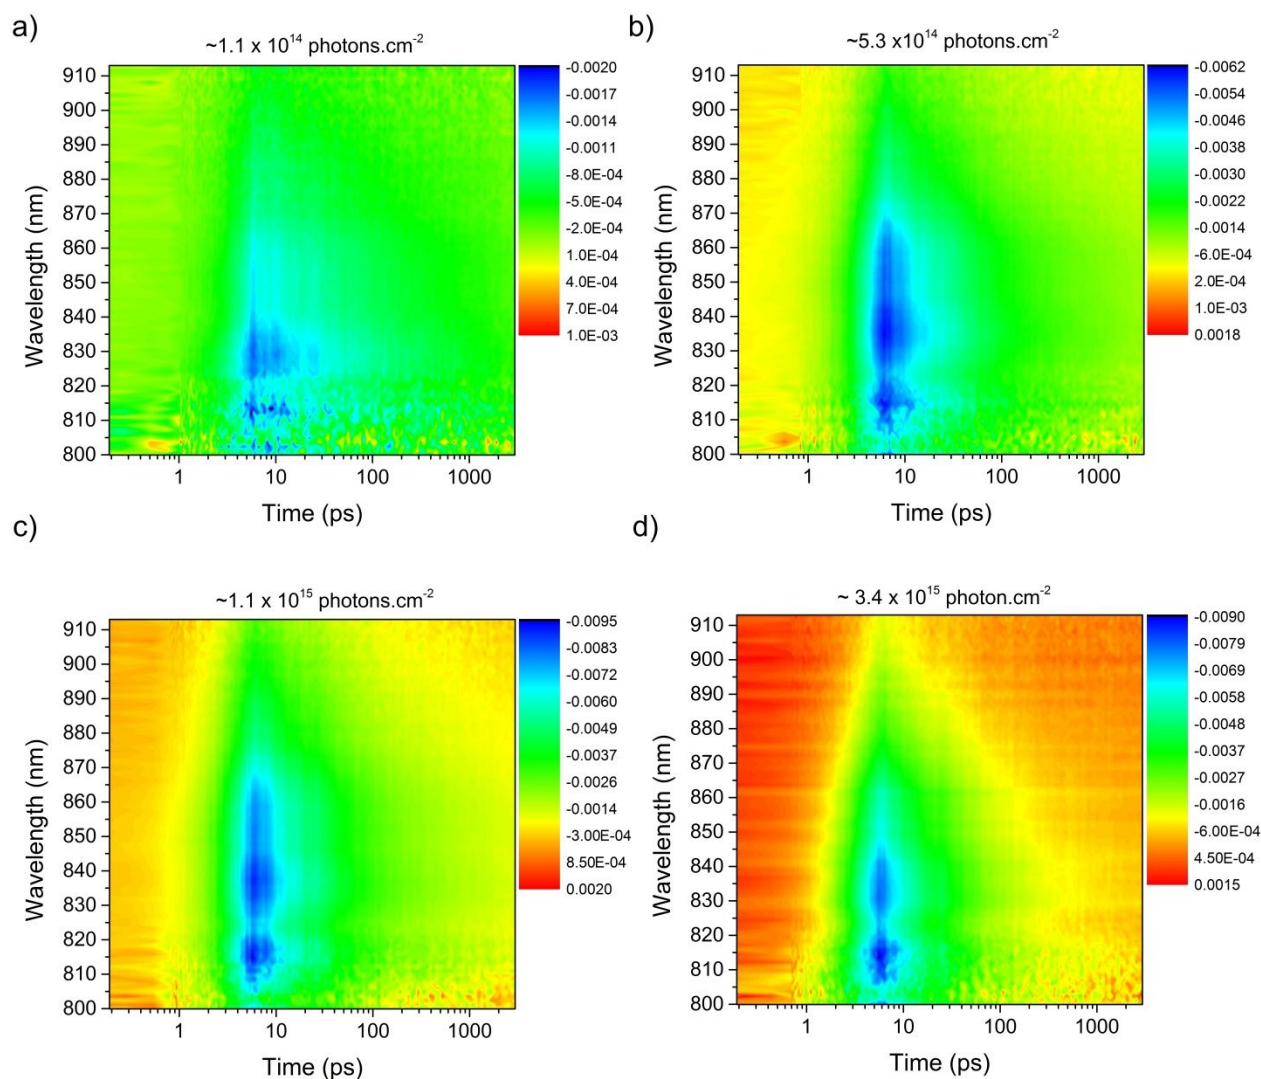 a)
~1.1 x 10^14 photons.cm^-2
910
900
890
880
870
860
850
840
830
820
810
800
Wavelength (nm)
1 10 100 1000
Time (ps)
-0.0020
-0.0017
-0.0014
-0.0011
-8.0E-04
-5.0E-04
-2.0E-04
1.0E-04
4.0E-04
7.0E-04
1.0E-03
b)
~5.3 x10^14 photons.cm^-2
910
900
890
880
870
860
850
840
830
820
810
800
Wavelength (nm)
1 10 100 1000
Time (ps)
-0.0062
-0.0054
-0.0046
-0.0038
-0.0030
-0.0022
-0.0014
-6.0E-04
2.0E-04
1.0E-03
0.0018
c)
~1.1 x 10^15 photons.cm^-2
910
900
890
880
870
860
850
840
830
820
810
800
Wavelength (nm)
1 10 100 1000
Time (ps)
-0.0095
-0.0083
-0.0072
-0.0060
-0.0049
-0.0037
-0.0026
-0.0014
-3.00E-04
8.50E-04
0.0020
d)
~ 3.4 x 10^15 photon.cm^-2
910
900
890
880
870
860
850
840
830
820
810
800
Wavelength (nm)
1 10 100 1000
Time (ps)
-0.0090
-0.0079
-0.0069
-0.0058
-0.0048
-0.0037
-0.0027
-0.0016
-6.00E-04
4.50E-04
0.0015